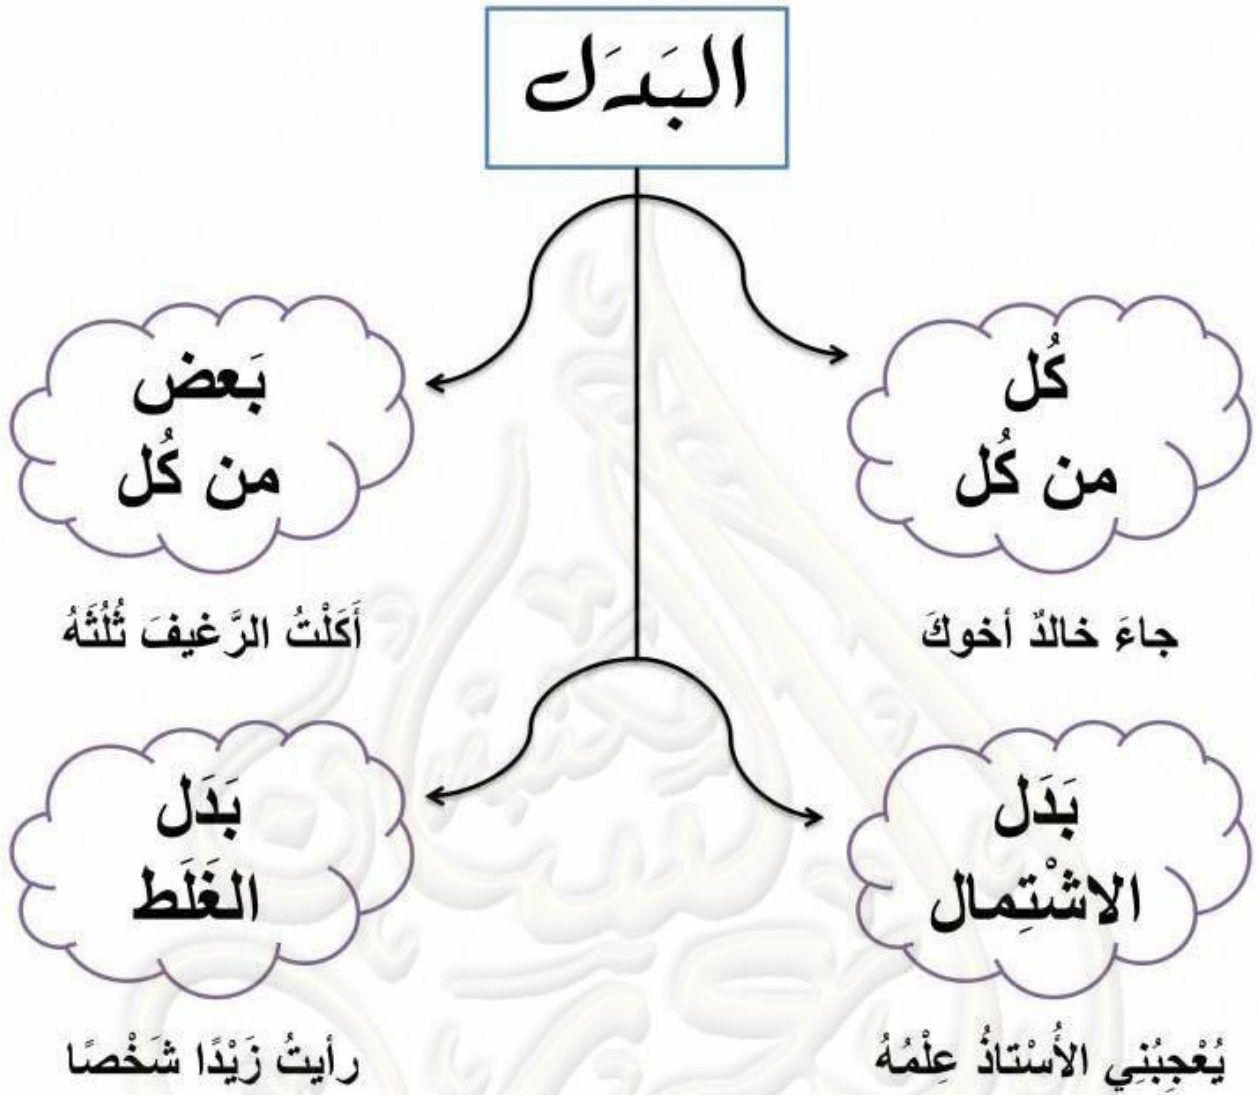 البَدَل
كُل
من كُل
جاءَ خالدٌ أخوكَ
بَعض
من كُل
أَكَلْتُ الرَّغيفَ ثُلُثَهُ
بَدَل
الاشْتِمال
يُعْجِبُنِي الأُسْتاذُ عِلْمُهُ
بَدَل
الغَلَط
رأيتُ زَيْدًا شَخْصًا